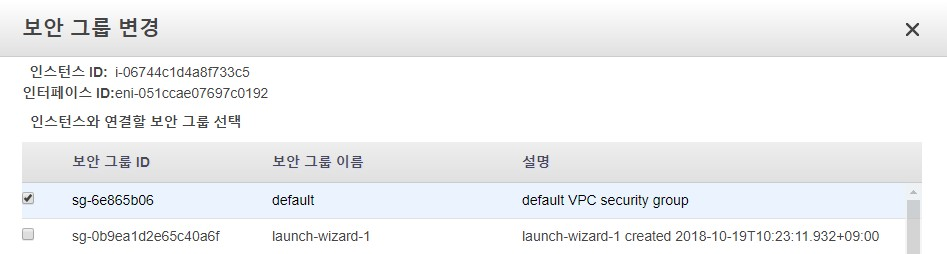 보안 그룹 변경
인스턴스 ID: i-06744c1d4a8f733c5
인터페이스 ID:eni-051ccae07697c0192
인스턴스와 연결할 보안 그룹 선택
보안 그룹 ID 보안 그룹 이름 설명
sg-6e865b06 default default VPC security group
sg-0b9ea1d2e65c40a6f launch-wizard-1 launch-wizard-1 created 2018-10-19T10:23:11.932+09:00